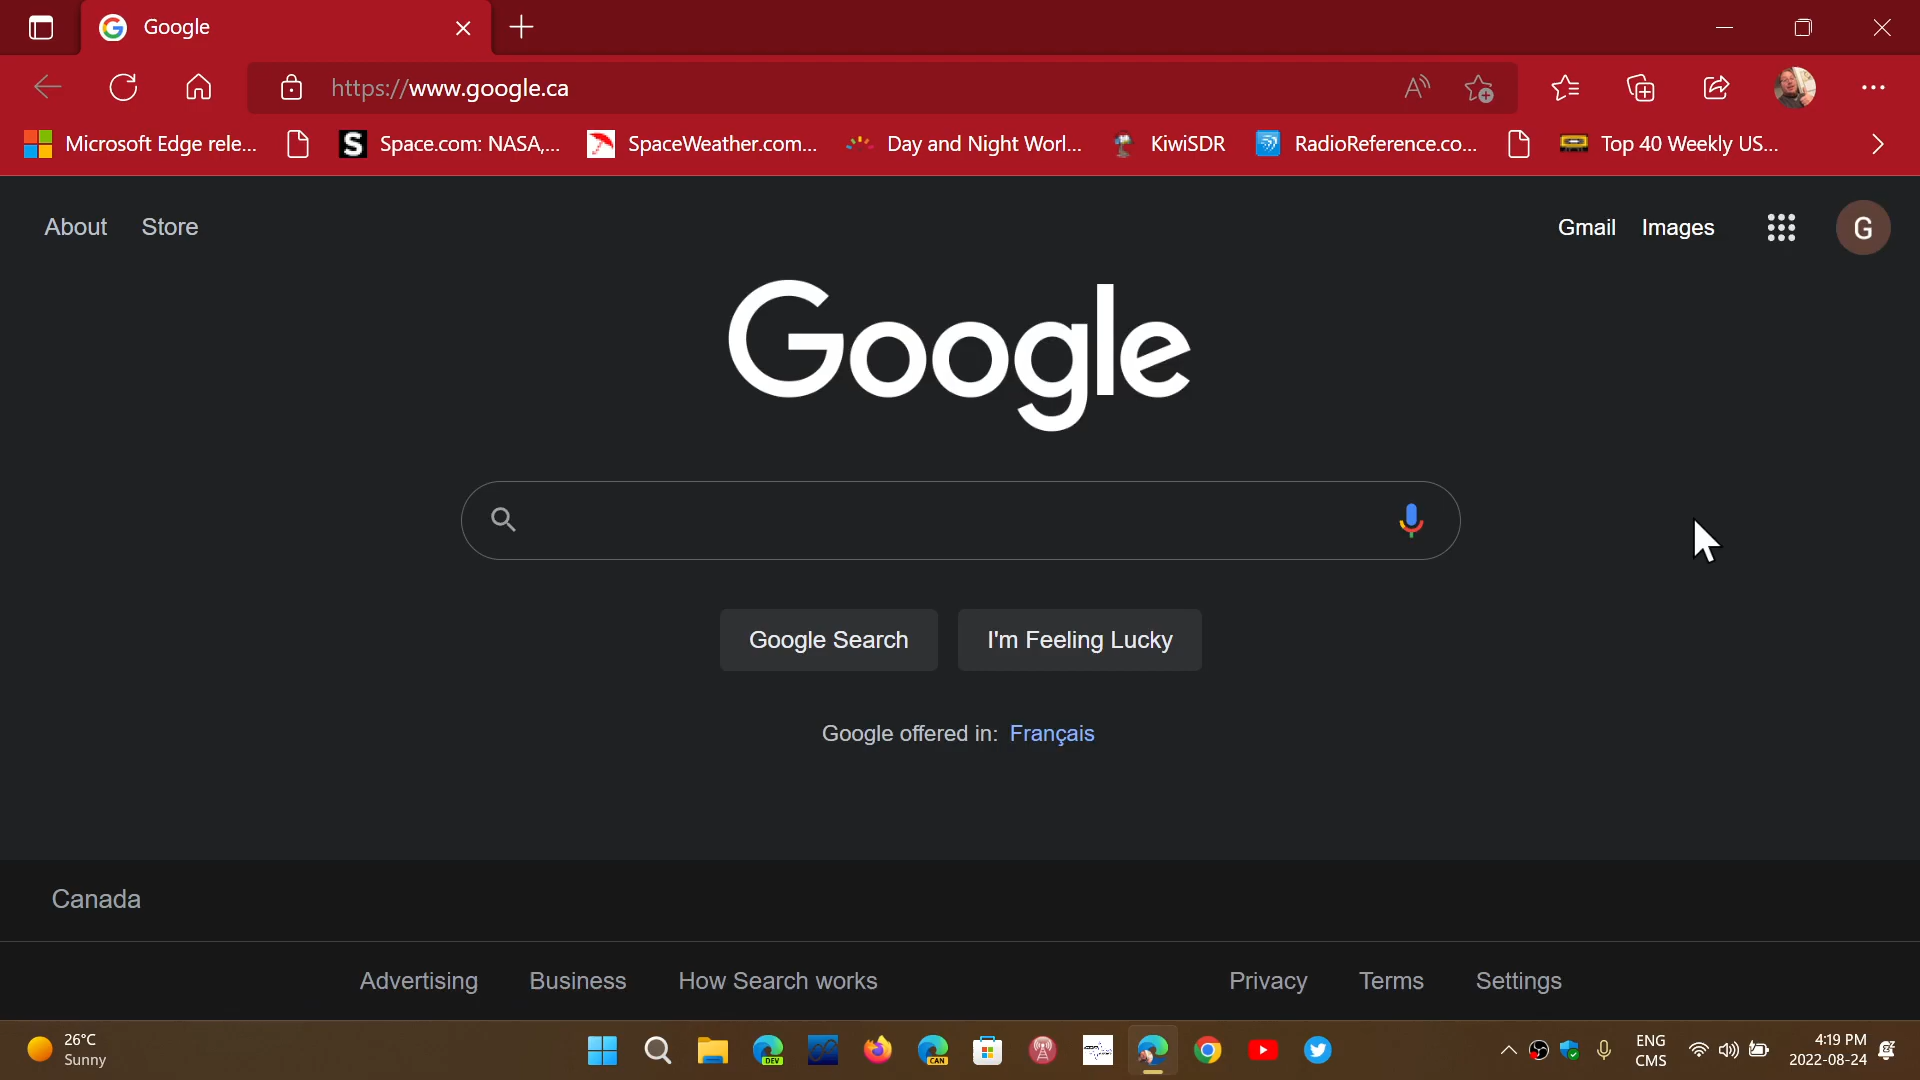 Google
https://www.google.ca
Microsoft Edge rele...
S Space.com: NASA,...
SpaceWeather.com...
Day and Night Worl...
KiwiSDR
RadioReference.co...
Top 40 Weekly US...
About Store
Gmail Images G
Google
Google Search
I'm Feeling Lucky
Google offered in: Français
Canada
Advertising Business How Search works
Privacy Terms Settings
26°C
Sunny
DEV
CAN
ENG
CMS
4:19 PM
2022-08-24